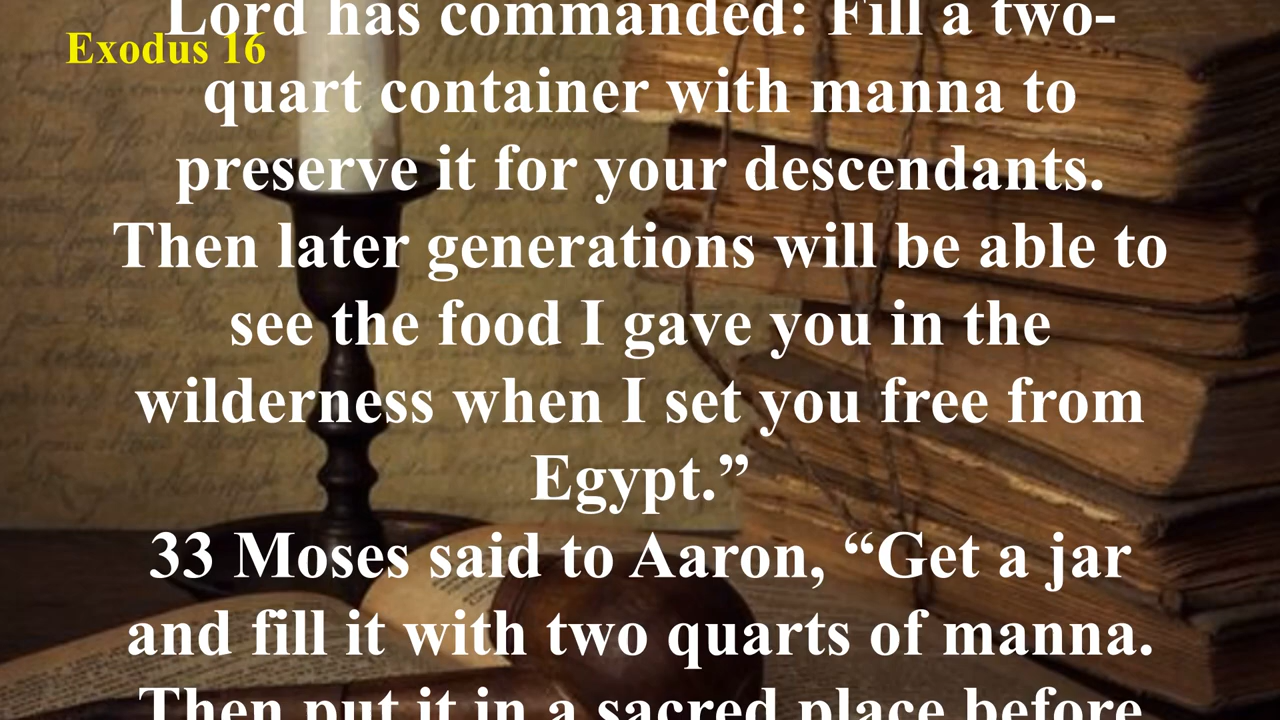 Lord has commanded: Fill a two-
Exodus 16
quart container with manna to
preserve it for your descendants.
Then later generations will be able to
see the food I gave you in the
wilderness when I set you free from
Egypt.”
33 Moses said to Aaron, “Get a jar
and fill it with two quarts of manna.
Then put it in a sacred place before